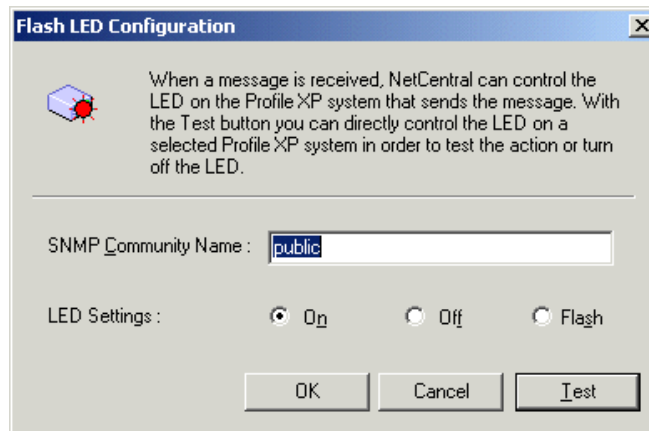 Flash LED Configuration
When a message is received, NetCentral can control the
LED on the Profile XP system that sends the message. With
the Test button you can directly control the LED on a
selected Profile XP system in order to test the action or turn
off the LED.
SNMP Community Name :
public
LED Settings :
On
Off
Flash
OK
Cancel
Test